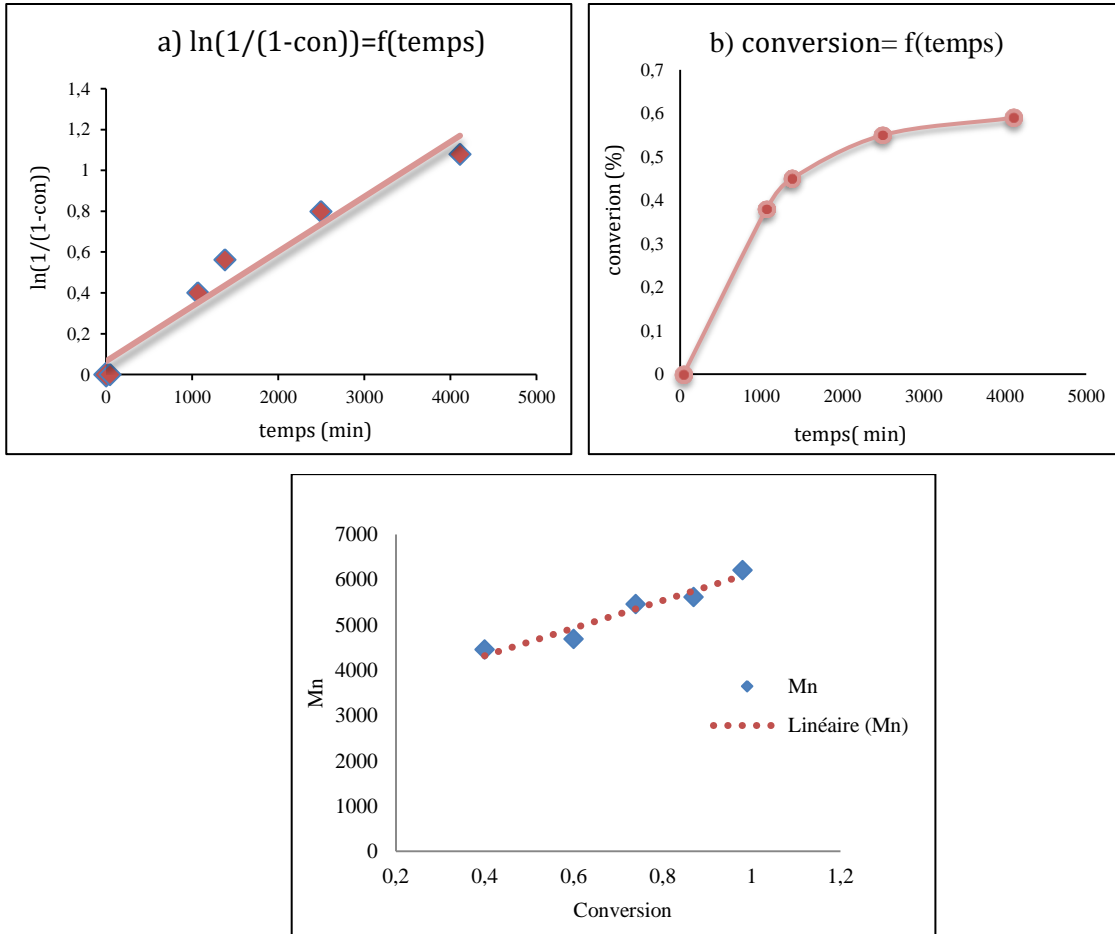 a) ln(1/(1-con))=f(temps)
1,4
1,2
1
0,8
0,6
0,4
0,2
0
ln(1/(1-con))
0 1000 2000 3000 4000 5000
temps (min)
b) conversion= f(temps)
0,7
0,6
0,5
0,4
0,3
0,2
0,1
0
converion (%)
0 1000 2000 3000 4000 5000
temps( min)
7000
6000
5000
4000
3000
2000
1000
0
Mn
Mn
Linéaire (Mn)
0,2 0,4 0,6 0,8 1 1,2
Conversion